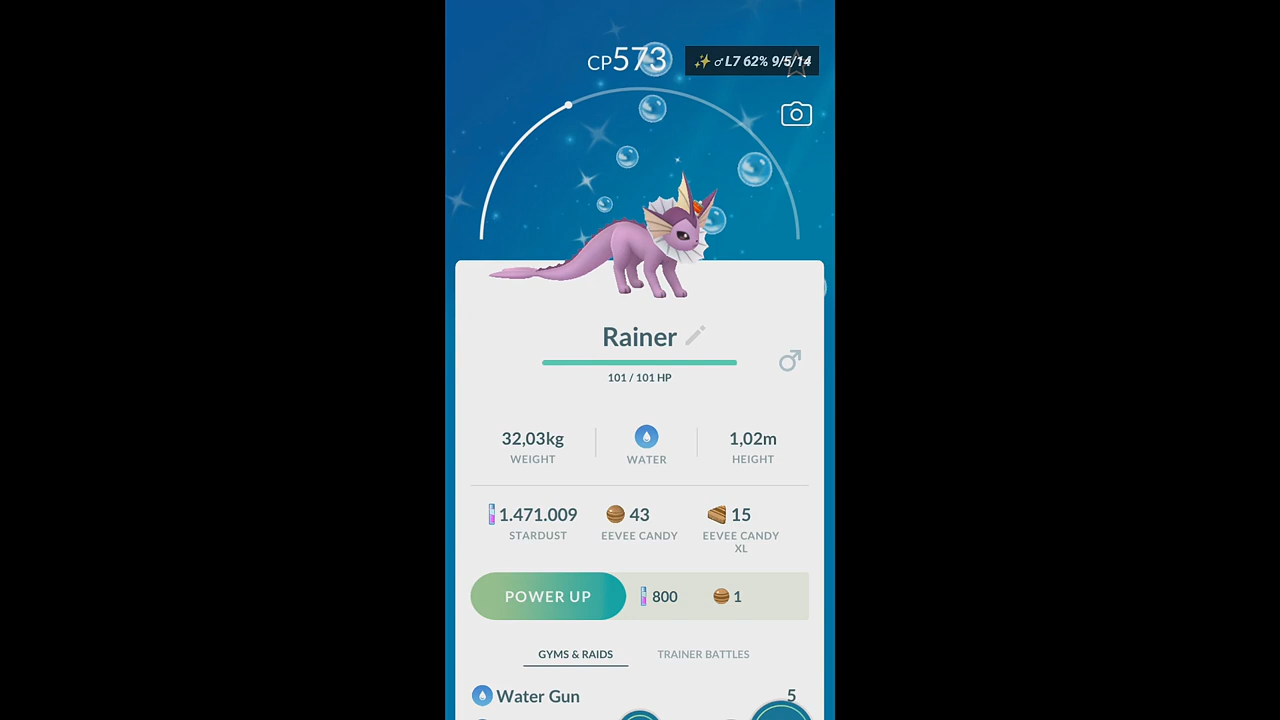 CP573
✨♂L7 62% 9/5/14
Rainer
101 / 101 HP
32,03kg
WEIGHT
WATER
1,02m
HEIGHT
1.471.009
STARDUST
43
EEVEE CANDY
15
EEVEE CANDY
XL
POWER UP
800
1
GYMS & RAIDS
TRAINER BATTLES
Water Gun
5